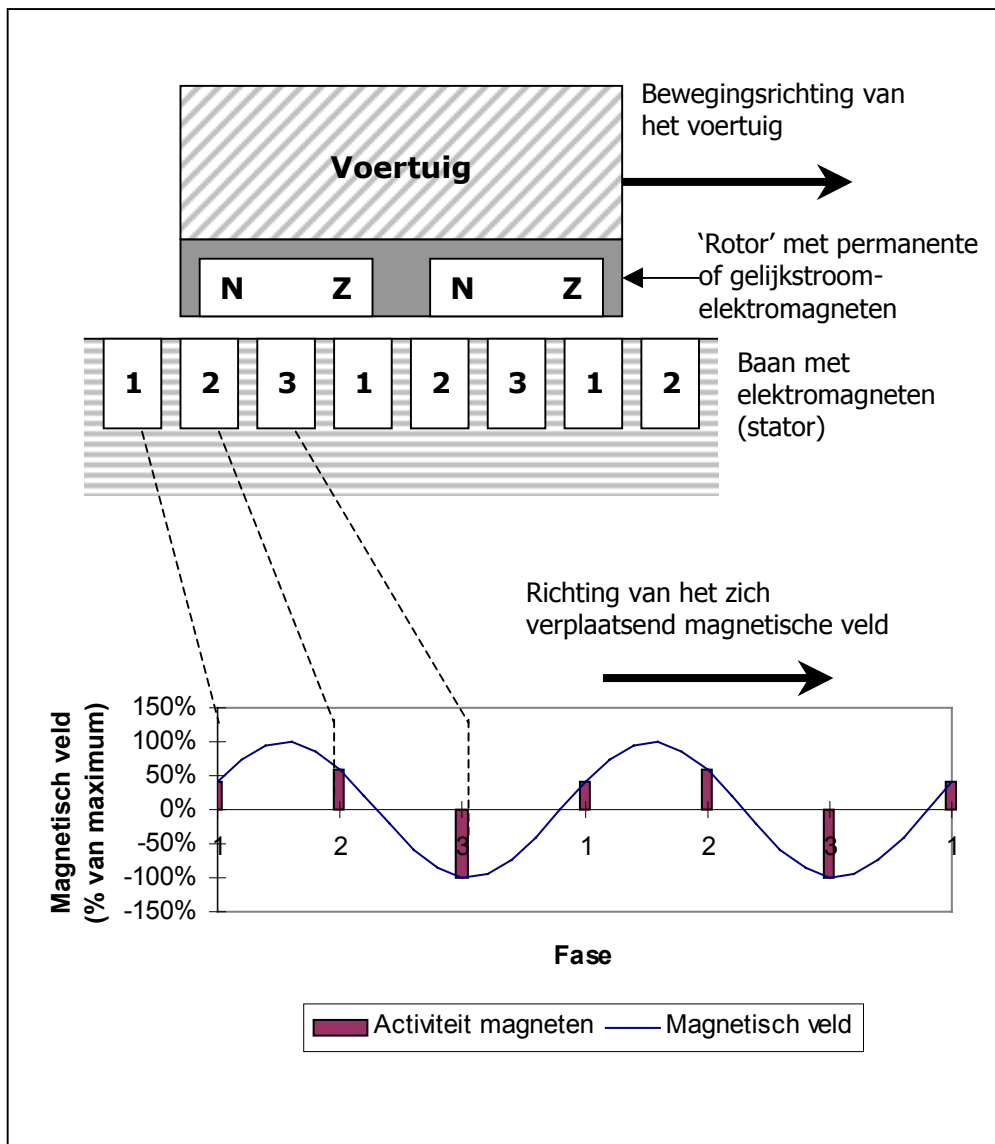 Bewegingsrichting van
het voertuig
Voertuig
‘Rotor’ met permanente
of gelijkstroom-
elektromagneten
N Z N Z
Baan met
elektromagneten
(stator)
1 2 3 1 2 3 1 2
Richting van het zich
verplaatsend magnetische veld
Magnetisch veld
(% van maximum)
150%
100%
50%
0%
-50%
-100%
-150%
1 2 3 1 2 3 1
Fase
Activiteit magneten Magnetisch veld